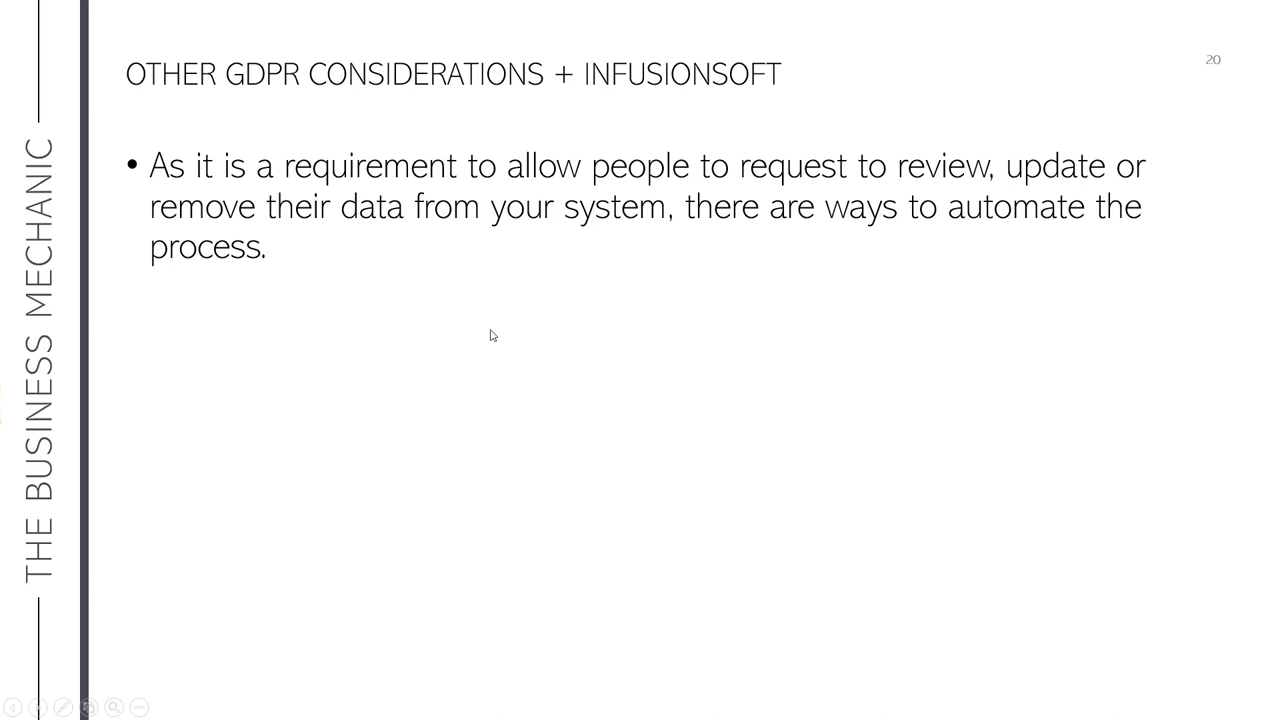 OTHER GDPR CONSIDERATIONS + INFUSIONSOFT
20
• As it is a requirement to allow people to request to review, update or
remove their data from your system, there are ways to automate the
process.
THE BUSINESS MECHANIC